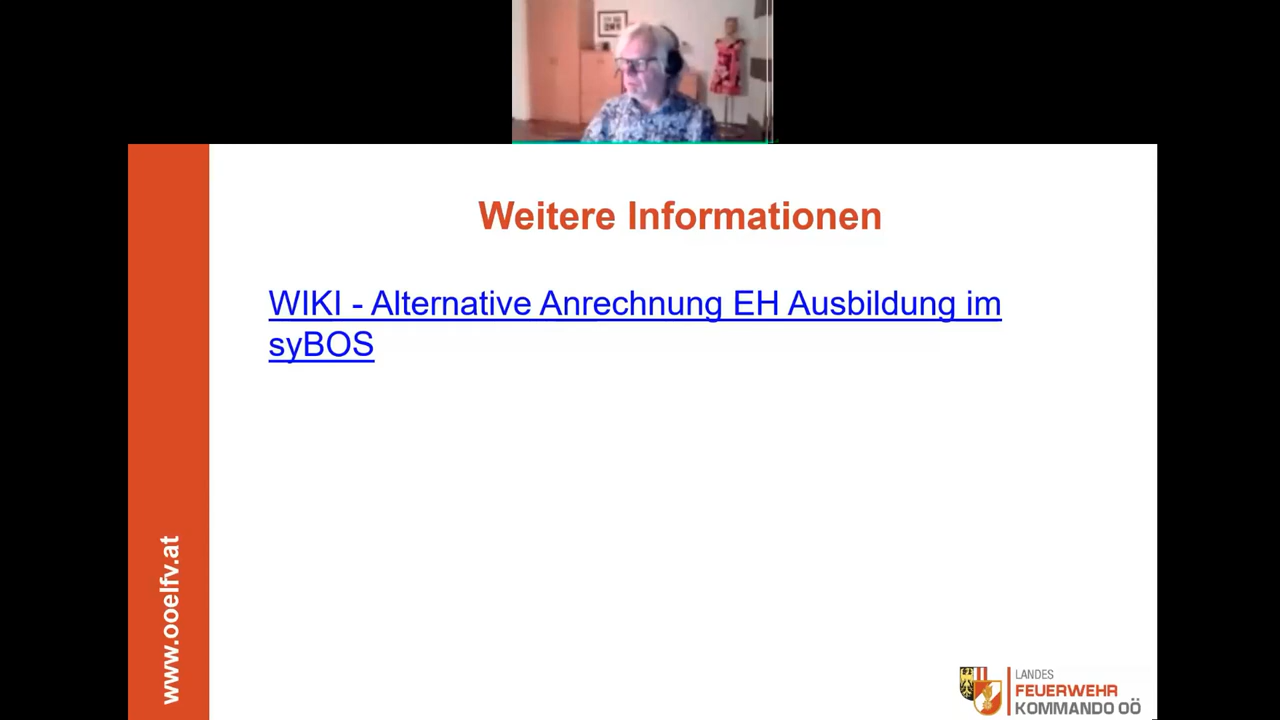 Weitere Informationen
WIKI - Alternative Anrechnung EH Ausbildung im
syBOS
www.ooelfv.at
LANDES
FEUERWEHR
KOMMANDO OÖ